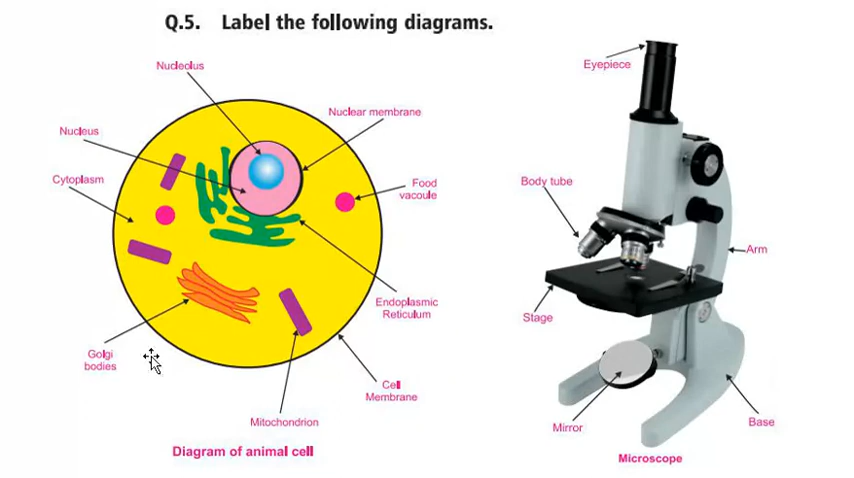 Q.5. Label the following diagrams.
Nucleolus
Nuclear membrane
Nucleus
Cytoplasm
Food
vacoule
Endoplasmic
Reticulum
Golgi
bodies
Cell
Membrane
Mitochondrion
Diagram of animal cell
Eyepiece
Body tube
Arm
Stage
Mirror
Base
Microscope